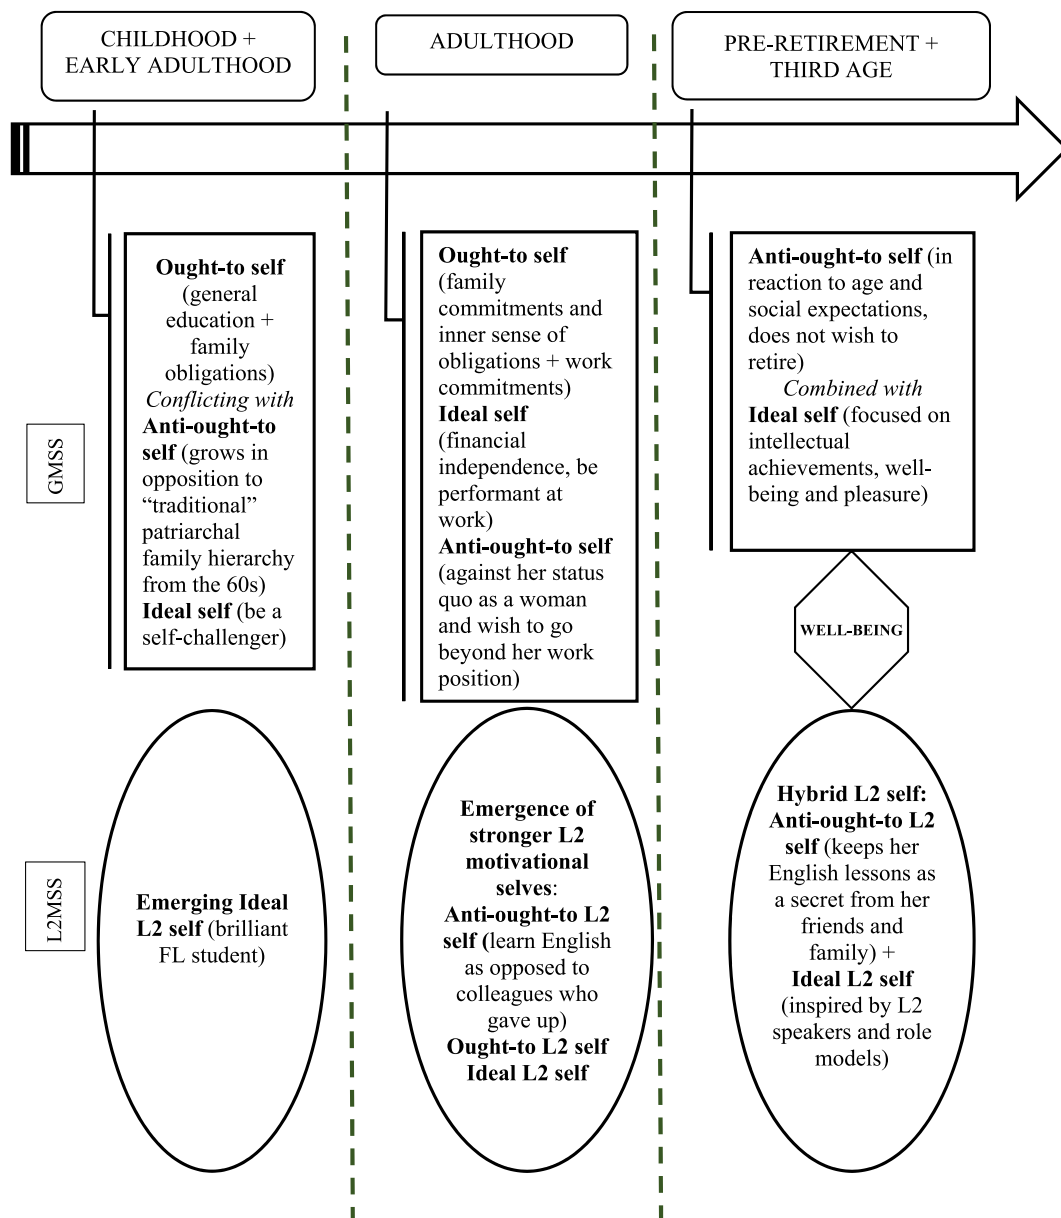 CHILDHOOD +
EARLY ADULTHOOD
ADULTHOOD
PRE-RETIREMENT +
THIRD AGE
GMSS
Ought-to self
(general
education +
family
obligations)
Conflicting with
Anti-ought-to
self (grows in
opposition to
“traditional”
patriarchal
family hierarchy
from the 60s)
Ideal self (be a
self-challenger)
Ought-to self
(family
commitments and
inner sense of
obligations + work
commitments)
Ideal self
(financial
independence, be
performant at
work)
Anti-ought-to self
(against her status
quo as a woman
and wish to go
beyond her work
position)
Anti-ought-to self (in
reaction to age and
social expectations,
does not wish to
retire)
Combined with
Ideal self (focused on
intellectual
achievements, well-
being and pleasure)
WELL-BEING
L2MSS
Emerging Ideal
L2 self (brilliant
FL student)
Emergence of
stronger L2
motivational
selves:
Anti-ought-to L2
self (learn English
as opposed to
colleagues who
gave up)
Ought-to L2 self
Ideal L2 self
Hybrid L2 self:
Anti-ought-to L2
self (keeps her
English lessons as
a secret from her
friends and
family) +
Ideal L2 self
(inspired by L2
speakers and role
models)